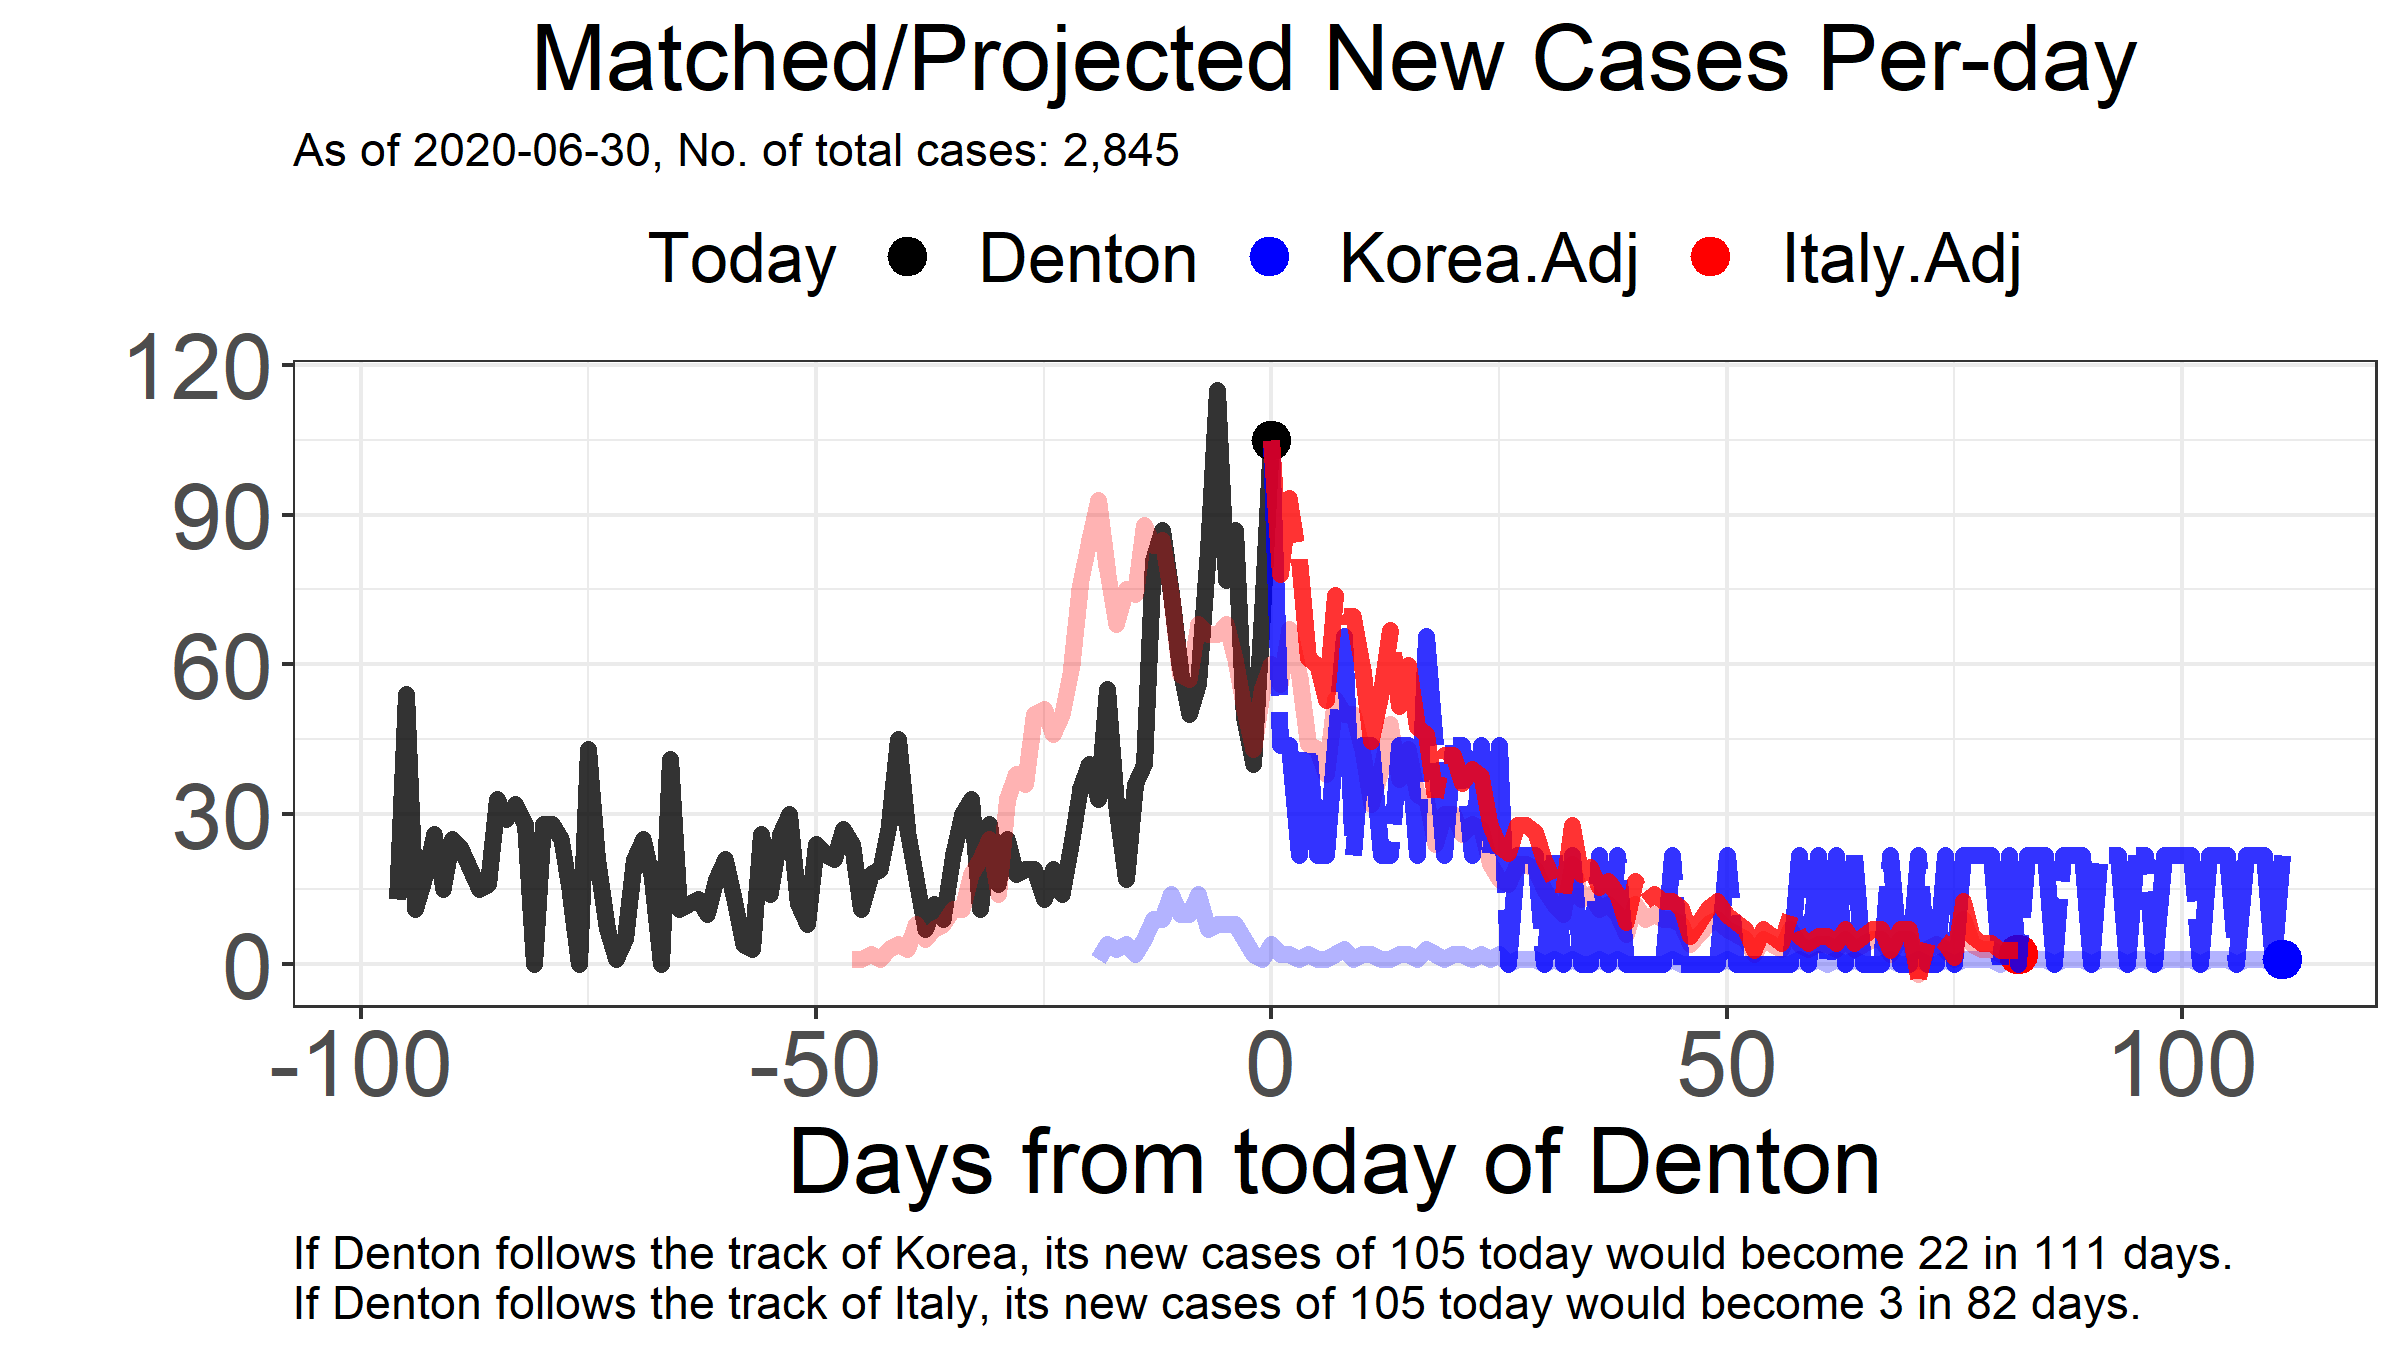 Matched/Projected New Cases Per-day
As of 2020-06-30, No. of total cases: 2,845
Today Denton Korea.Adj Italy.Adj
120
90
60
30
0
-100 -50 0 50 100
Days from today of Denton
If Denton follows the track of Korea, its new cases of 105 today would become 22 in 111 days.
If Denton follows the track of Italy, its new cases of 105 today would become 3 in 82 days.